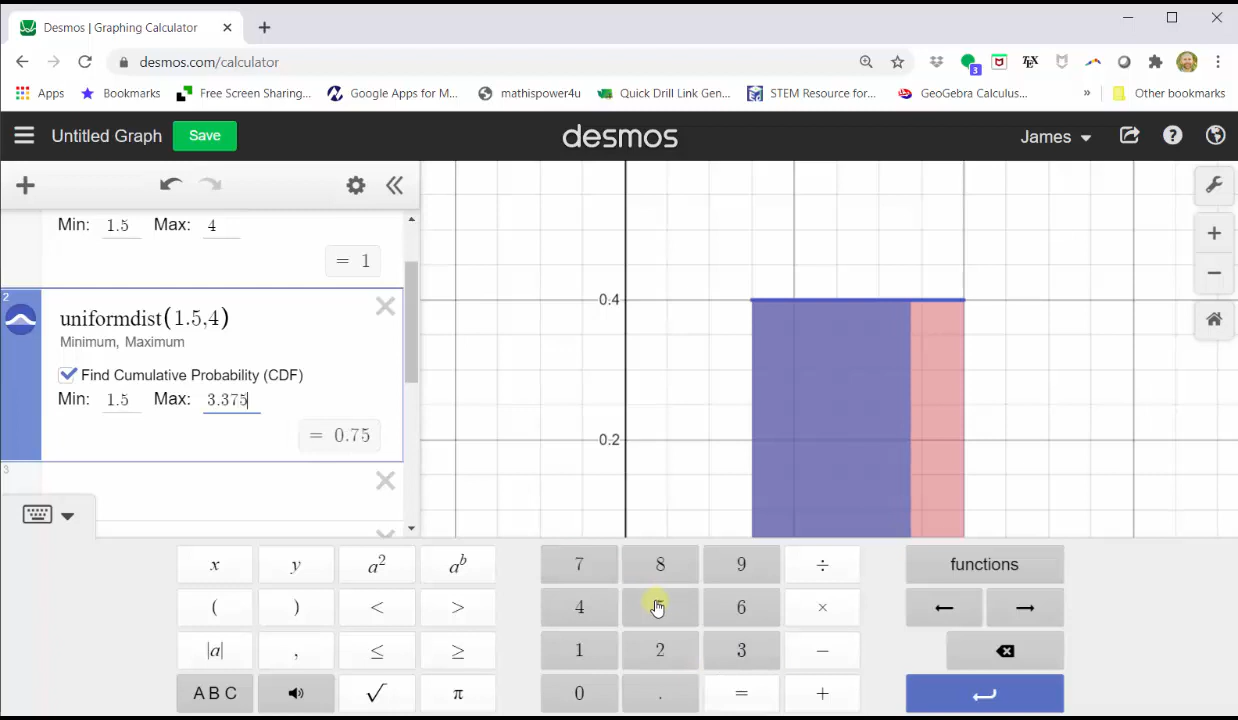 Desmos | Graphing Calculator
desmos.com/calculator
3
TEX
Apps Bookmarks Free Screen Sharing... Google Apps for M... mathispower4u Quick Drill Link Gen... STEM Resource for... GeoGebra Calculus... » Other bookmarks
Untitled Graph Save desmos James
Min: 1.5 Max: 4
= 1
2
uniformdist(1.5,4)
Minimum, Maximum
Find Cumulative Probability (CDF)
Min: 1.5 Max: 3.375
= 0.75
3
0.4
0.2
x y a² aᵇ 7 8 9 ÷ functions
( ) < > 4 5 6 × ← →
|a| , ≤ ≥ 1 2 3 −
A B C √ π 0 . = +